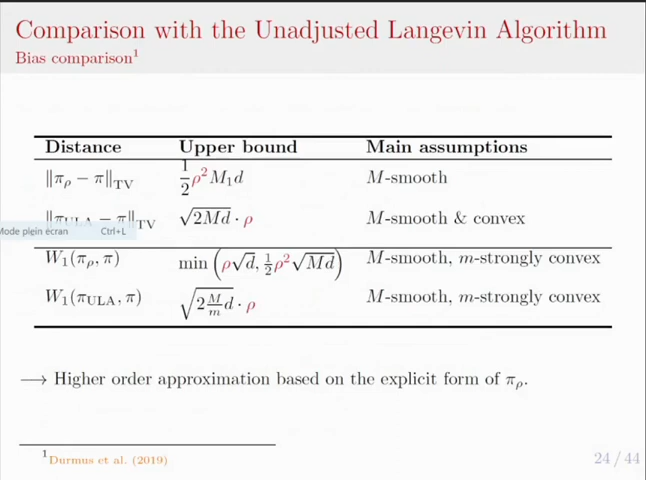 Comparison with the Unadjusted Langevin Algorithm
Bias comparison¹
Distance Upper bound Main assumptions
‖π_ρ − π‖_TV 1/2 ρ² M₁d M-smooth
‖π_ULA − π‖_TV √(2Md) · ρ M-smooth & convex
Mode plein écran Ctrl+L
W₁(π_ρ, π) min (ρ√d, 1/2 ρ²√(Md)) M-smooth, m-strongly convex
W₁(π_ULA, π) √(2 M/m d) · ρ M-smooth, m-strongly convex
⟶ Higher order approximation based on the explicit form of π_ρ.
¹Durmus et al. (2019)
24 / 44